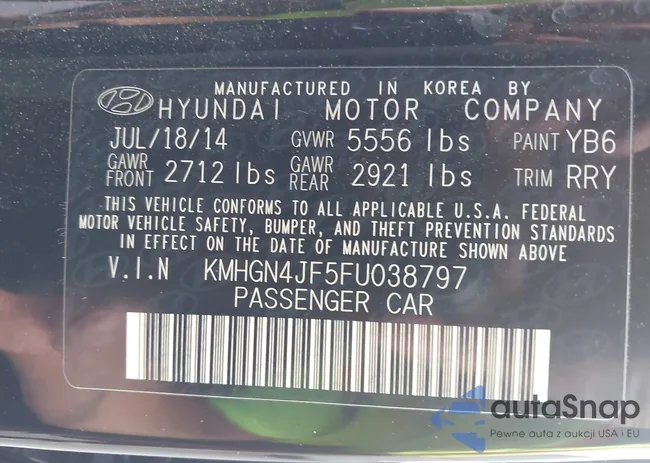 MANUFACTURED IN KOREA BY
HYUNDAI MOTOR COMPANY
JUL/18/14 GVWR 5556 lbs PAINT YB6
GAWR FRONT 2712 lbs GAWR REAR 2921 lbs TRIM RRY
THIS VEHICLE CONFORMS TO ALL APPLICABLE U.S.A. FEDERAL
MOTOR VEHICLE SAFETY, BUMPER, AND THEFT PREVENTION STANDARDS
IN EFFECT ON THE DATE OF MANUFACTURE SHOWN ABOVE
V.I.N KMHGN4JF5FU038797
PASSENGER CAR
autaSnap
Pewne auta z aukcji USA i EU